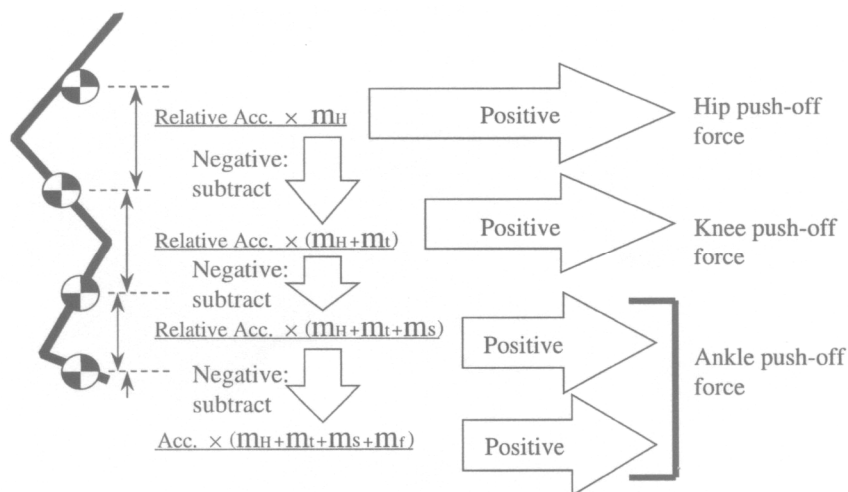 Relative Acc. × mH
Positive
Hip push-off
force
Negative:
subtract
Relative Acc. × (mH+mt)
Positive
Knee push-off
force
Negative:
subtract
Relative Acc. × (mH+mt+ms)
Positive
Ankle push-off
force
Negative:
subtract
Acc. × (mH+mt+ms+mf)
Positive